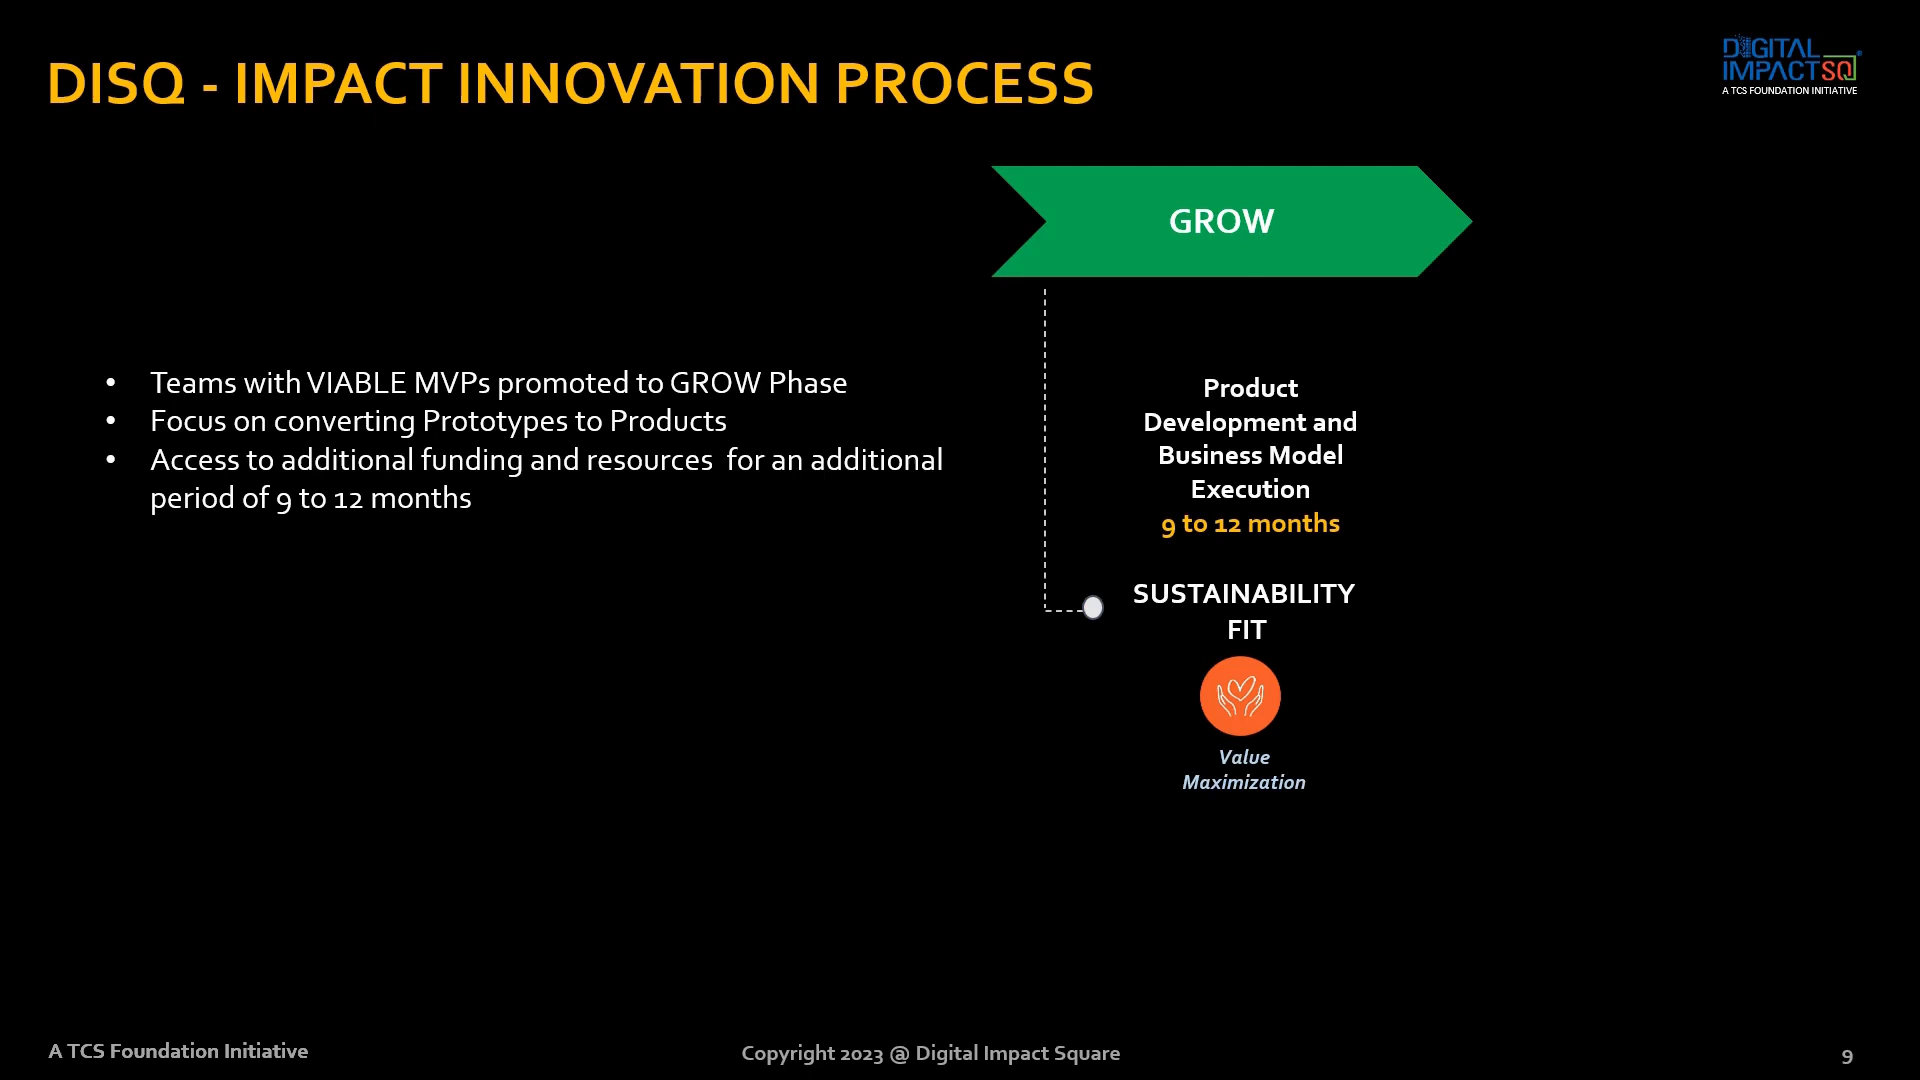 DISQ - IMPACT INNOVATION PROCESS
DIGITAL
IMPACTSQ
A TCS FOUNDATION INITIATIVE
GROW
• Teams with VIABLE MVPs promoted to GROW Phase
• Focus on converting Prototypes to Products
• Access to additional funding and resources for an additional
period of 9 to 12 months
Product
Development and
Business Model
Execution
9 to 12 months
SUSTAINABILITY
FIT
Value
Maximization
A TCS Foundation Initiative
Copyright 2023 @ Digital Impact Square
9